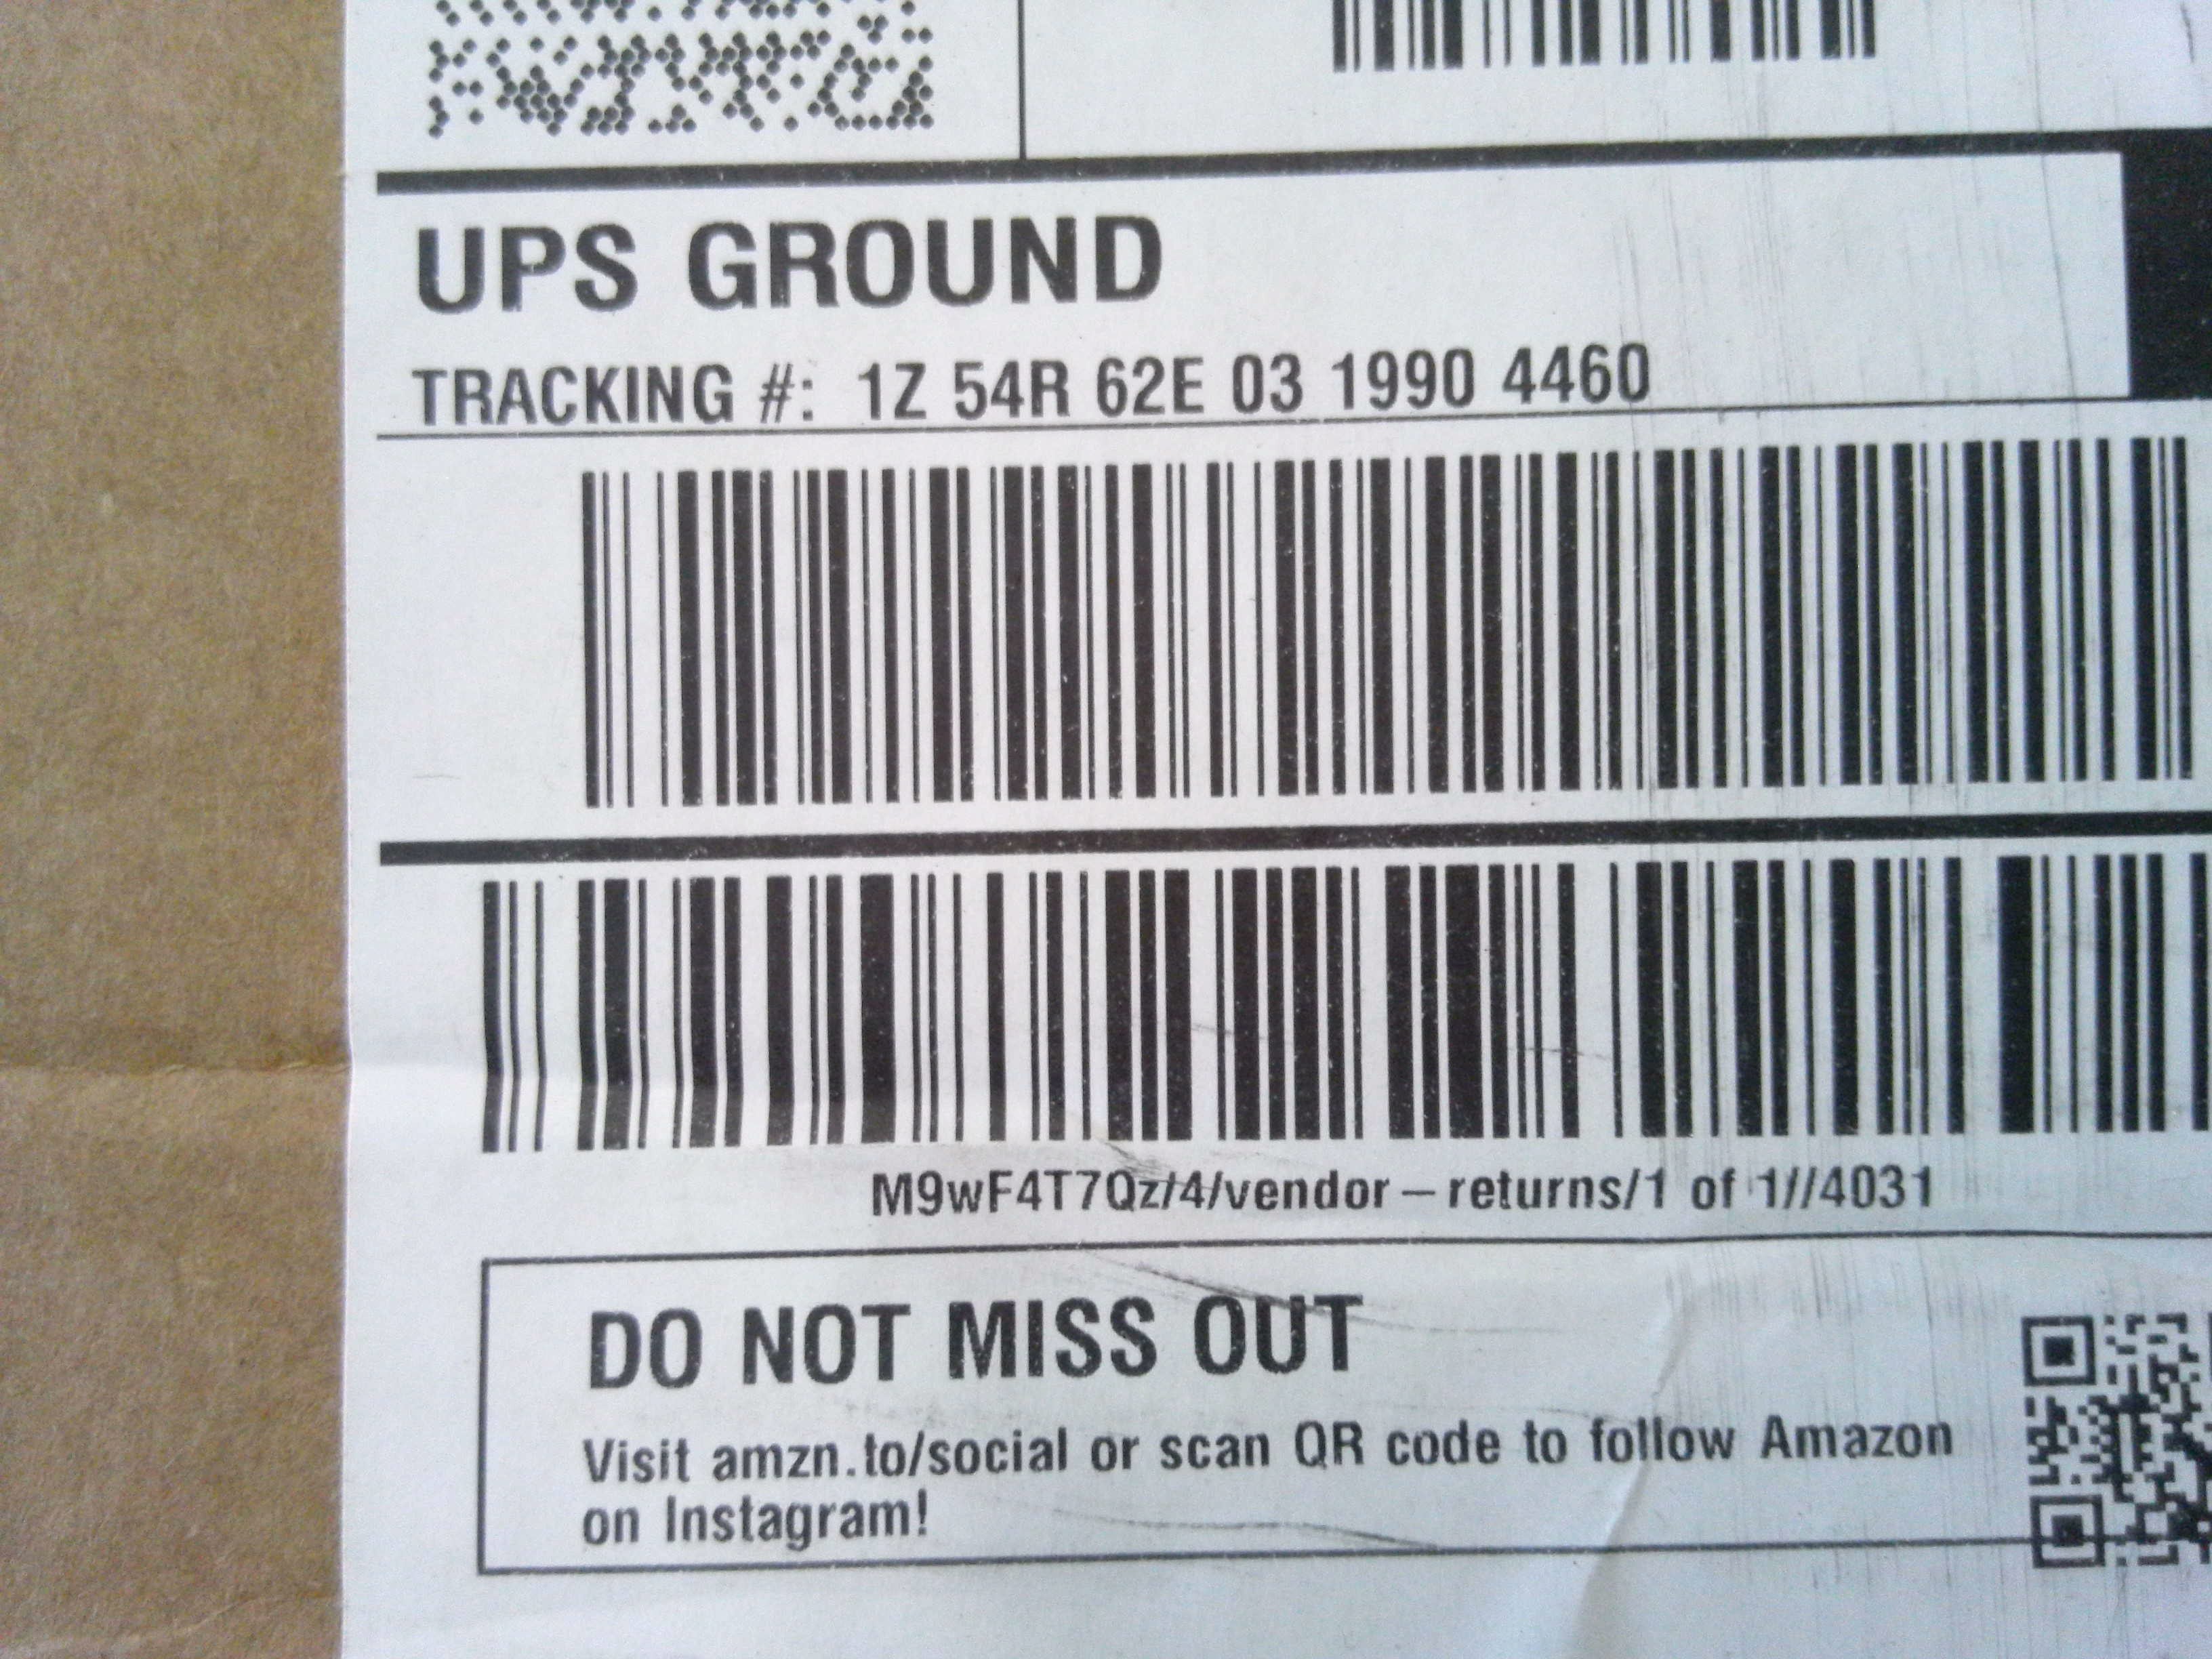 UPS GROUND
TRACKING #: 1Z 54R 62E 03 1990 4460
M9wF4T7Qz/4/vendor – returns/1 of 1//4031
DO NOT MISS OUT
Visit amzn.to/social or scan QR code to follow Amazon
on Instagram!